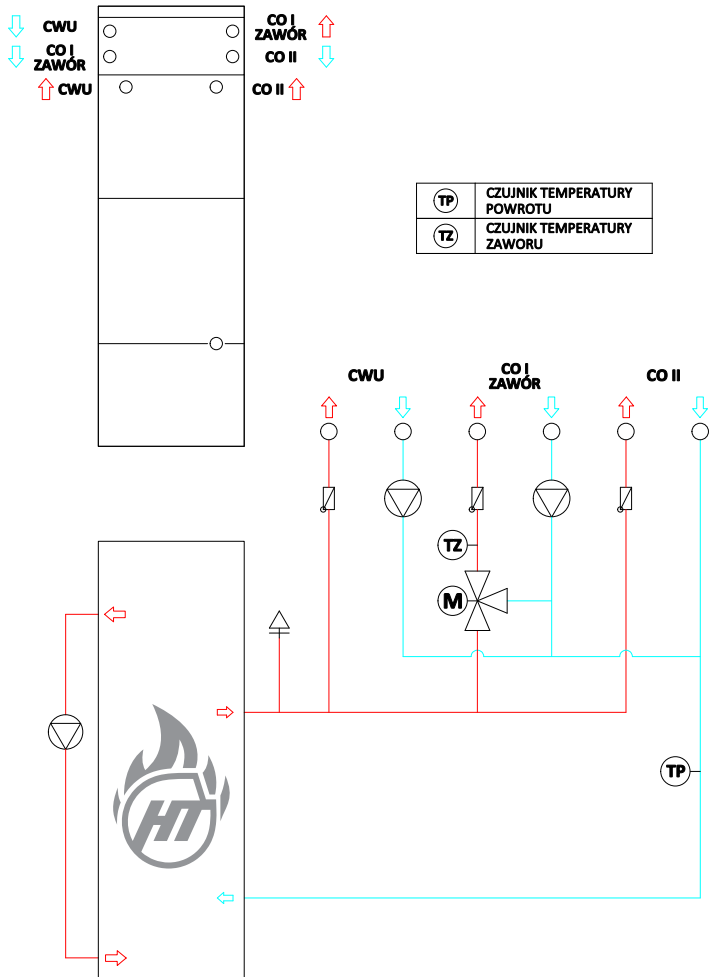 CWU
CO I
ZAWÓR
CO I
ZAWÓR
CO II
CWU
CO II
TP
CZUJNIK TEMPERATURY
POWROTU
TZ
CZUJNIK TEMPERATURY
ZAWORU
CWU
CO I
ZAWÓR
CO II
TZ
M
TP
HT